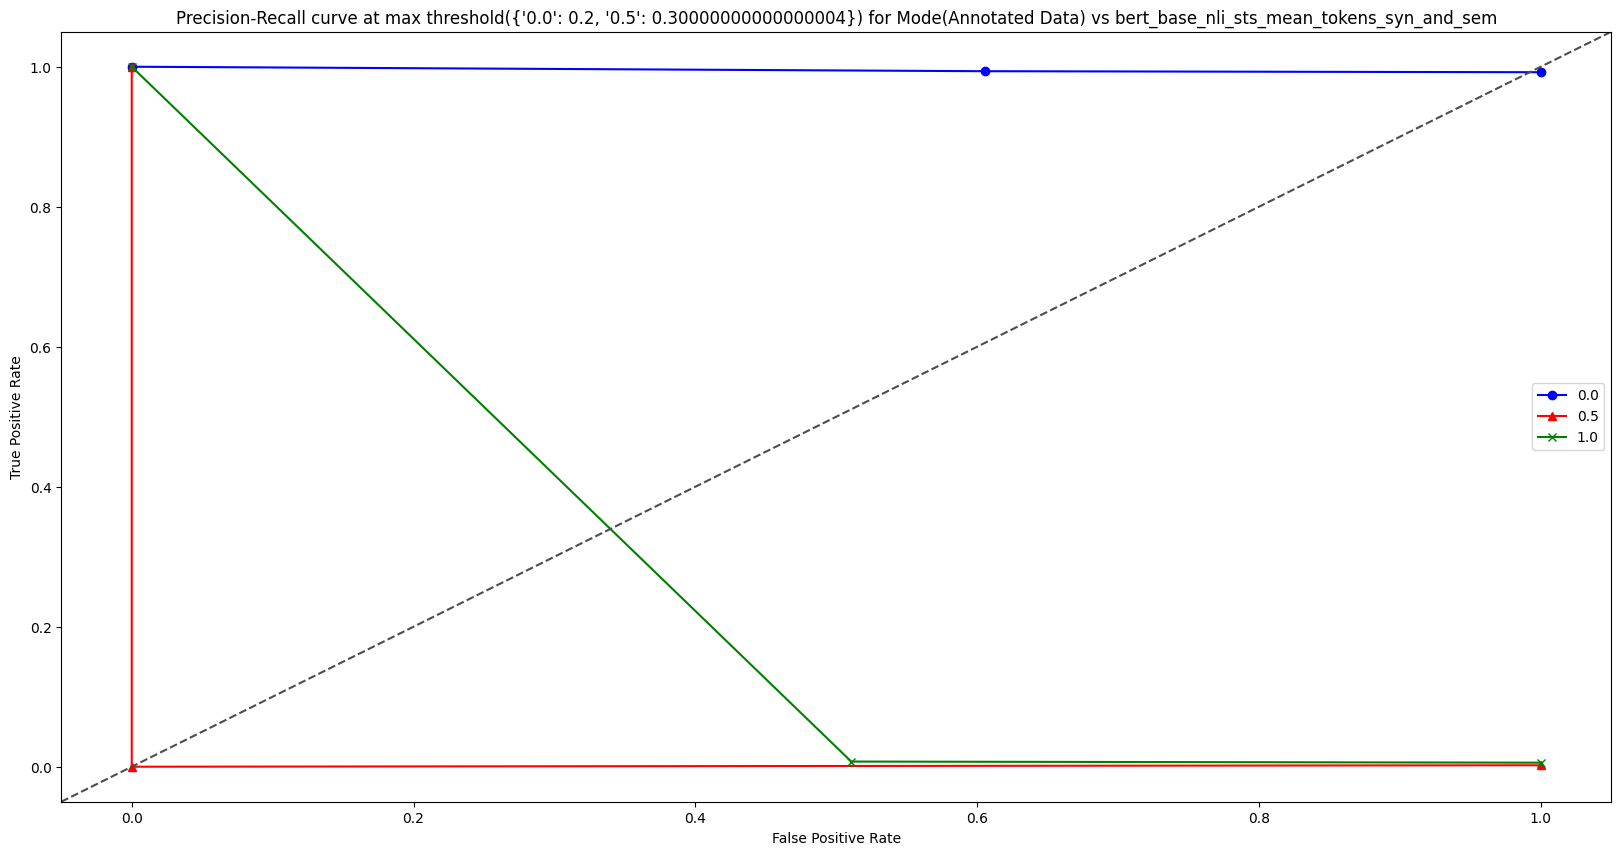 Precision-Recall curve at max threshold({'0.0': 0.2, '0.5': 0.30000000000000004}) for Mode(Annotated Data) vs bert_base_nli_sts_mean_tokens_syn_and_sem
1.0
0.8
0.6
0.4
0.2
0.0
True Positive Rate
0.0
0.5
1.0
0.0 0.2 0.4 0.6 0.8 1.0
False Positive Rate